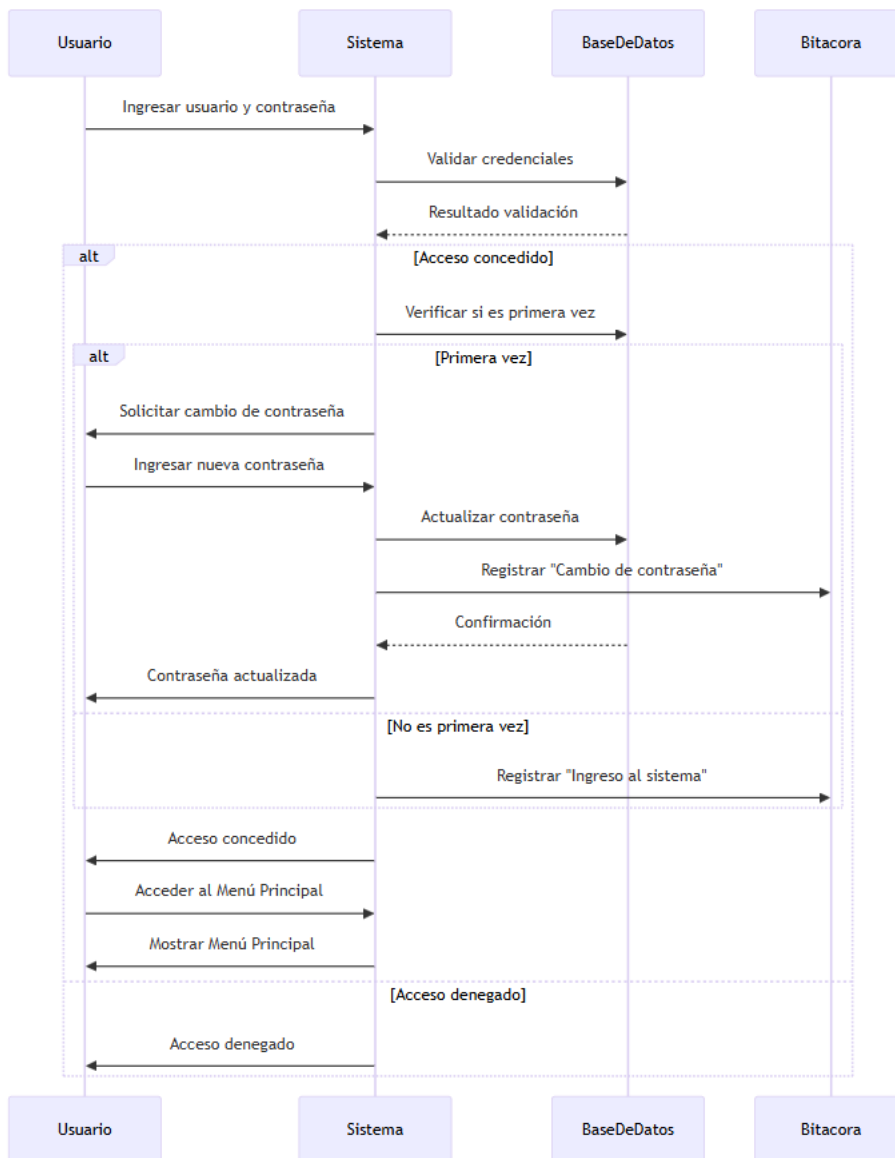 Usuario
Sistema
BaseDeDatos
Bitacora
Ingresar usuario y contraseña
Validar credenciales
Resultado validación
alt
[Acceso concedido]
Verificar si es primera vez
alt
[Primera vez]
Solicitar cambio de contraseña
Ingresar nueva contraseña
Actualizar contraseña
Registrar "Cambio de contraseña"
Confirmación
Contraseña actualizada
[No es primera vez]
Registrar "Ingreso al sistema"
Acceso concedido
Acceder al Menú Principal
Mostrar Menú Principal
[Acceso denegado]
Acceso denegado
Usuario
Sistema
BaseDeDatos
Bitacora